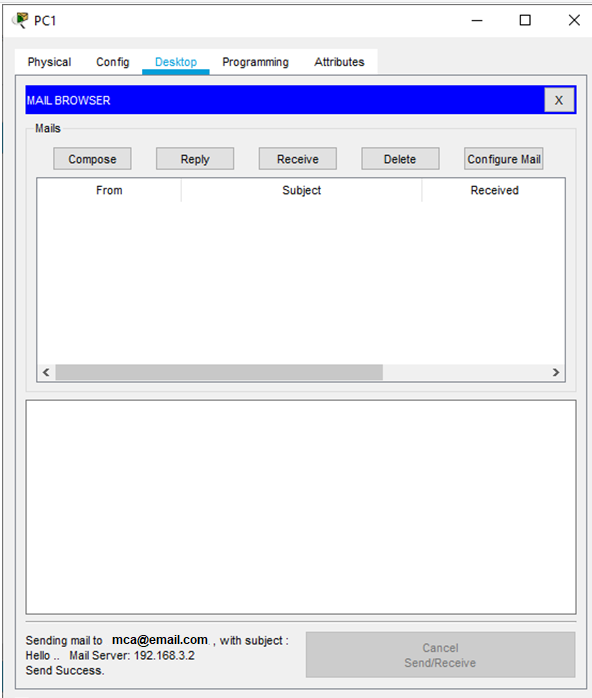 PC1
Physical Config Desktop Programming Attributes
MAIL BROWSER X
Mails
Compose Reply Receive Delete Configure Mail
From Subject Received
Sending mail to mca@email.com , with subject :
Hello .. Mail Server: 192.168.3.2
Send Success.
Cancel
Send/Receive